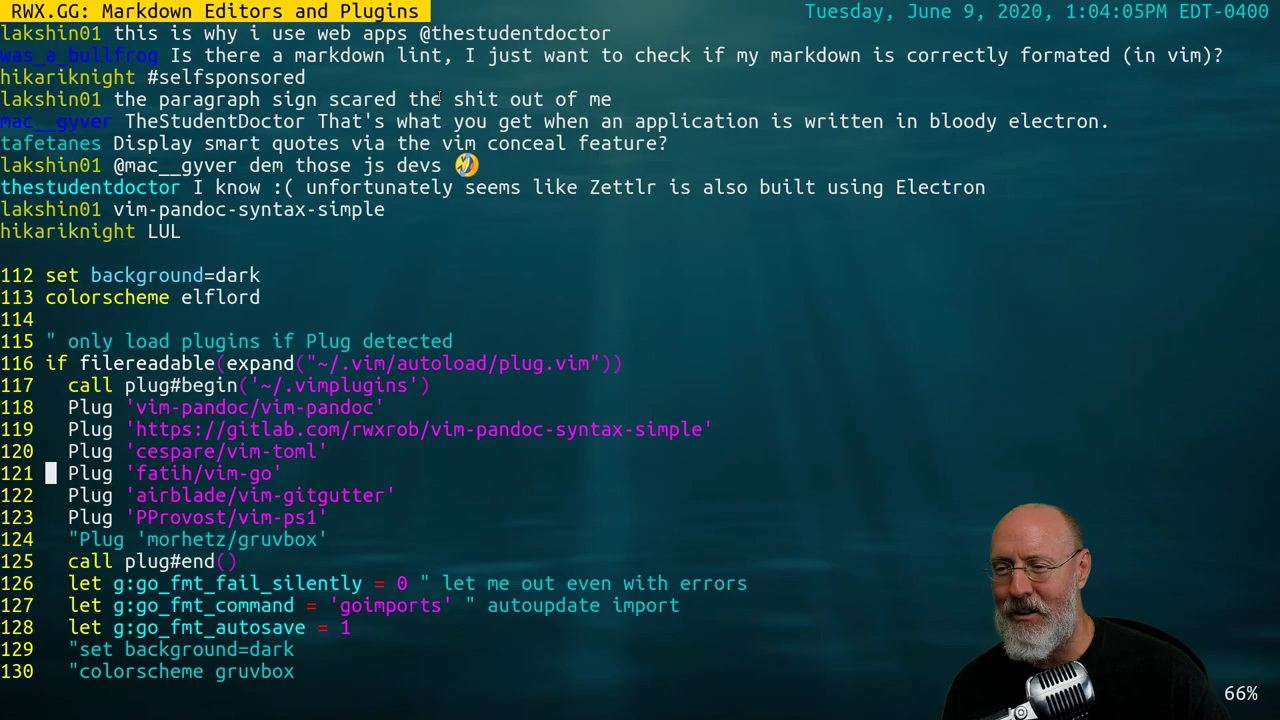 RWX.GG: Markdown Editors and Plugins
Tuesday, June 9, 2020, 1:04:05PM EDT-0400
lakshin01 this is why i use web apps @thestudentdoctor
was_a_bullfrog Is there a markdown lint, I just want to check if my markdown is correctly formated (in vim)?
hikariknight #selfsponsored
lakshin01 the paragraph sign scared the shit out of me
mac__gyver TheStudentDoctor That's what you get when an application is written in bloody electron.
tafetanes Display smart quotes via the vim conceal feature?
lakshin01 @mac__gyver dem those js devs 🤣
thestudentdoctor I know :( unfortunately seems like Zettlr is also built using Electron
lakshin01 vim-pandoc-syntax-simple
hikariknight LUL
112 set background=dark
113 colorscheme elflord
114
115 " only load plugins if Plug detected
116 if filereadable(expand("~/.vim/autoload/plug.vim"))
117   call plug#begin('~/.vimplugins')
118   Plug 'vim-pandoc/vim-pandoc'
119   Plug 'https://gitlab.com/rwxrob/vim-pandoc-syntax-simple'
120   Plug 'cespare/vim-toml'
121   Plug 'fatih/vim-go'
122   Plug 'airblade/vim-gitgutter'
123   Plug 'PProvost/vim-ps1'
124   "Plug 'morhetz/gruvbox'
125   call plug#end()
126   let g:go_fmt_fail_silently = 0 " let me out even with errors
127   let g:go_fmt_command = 'goimports' " autoupdate import
128   let g:go_fmt_autosave = 1
129   "set background=dark
130   "colorscheme gruvbox
66%